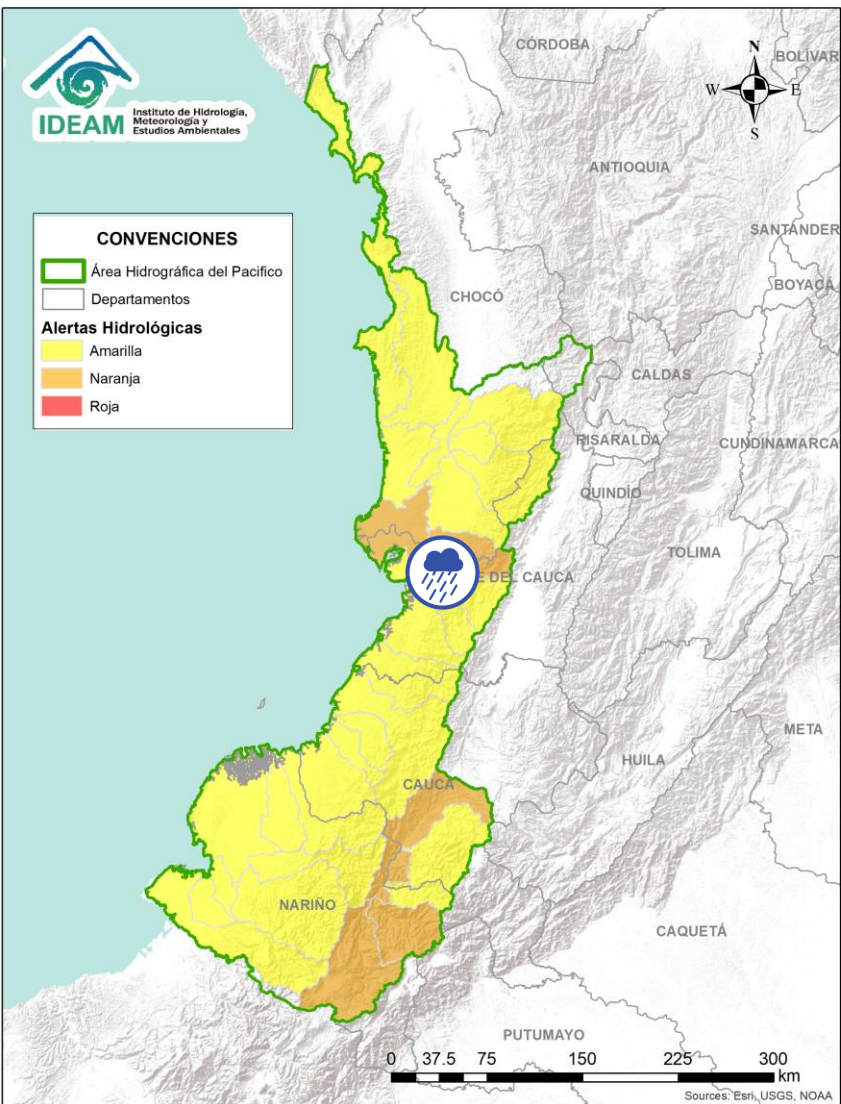 IDEAM
Instituto de Hidrología,
Meteorología y
Estudios Ambientales
CÓRDOBA
BOLÍVAR
N
W
E
S
ANTIOQUIA
SANTANDER
BOYACÁ
CONVENCIONES
Área Hidrográfica del Pacifico
Departamentos
Alertas Hidrológicas
Amarilla
Naranja
Roja
CHOCÓ
CALDAS
RISARALDA
CUNDINAMARCA
QUINDÍO
TOLIMA
E DEL CAUCA
META
HUILA
CAUCA
NARIÑO
CAQUETÁ
PUTUMAYO
0 37.5 75 150 225 300
km
Sources: Esri, USGS, NOAA